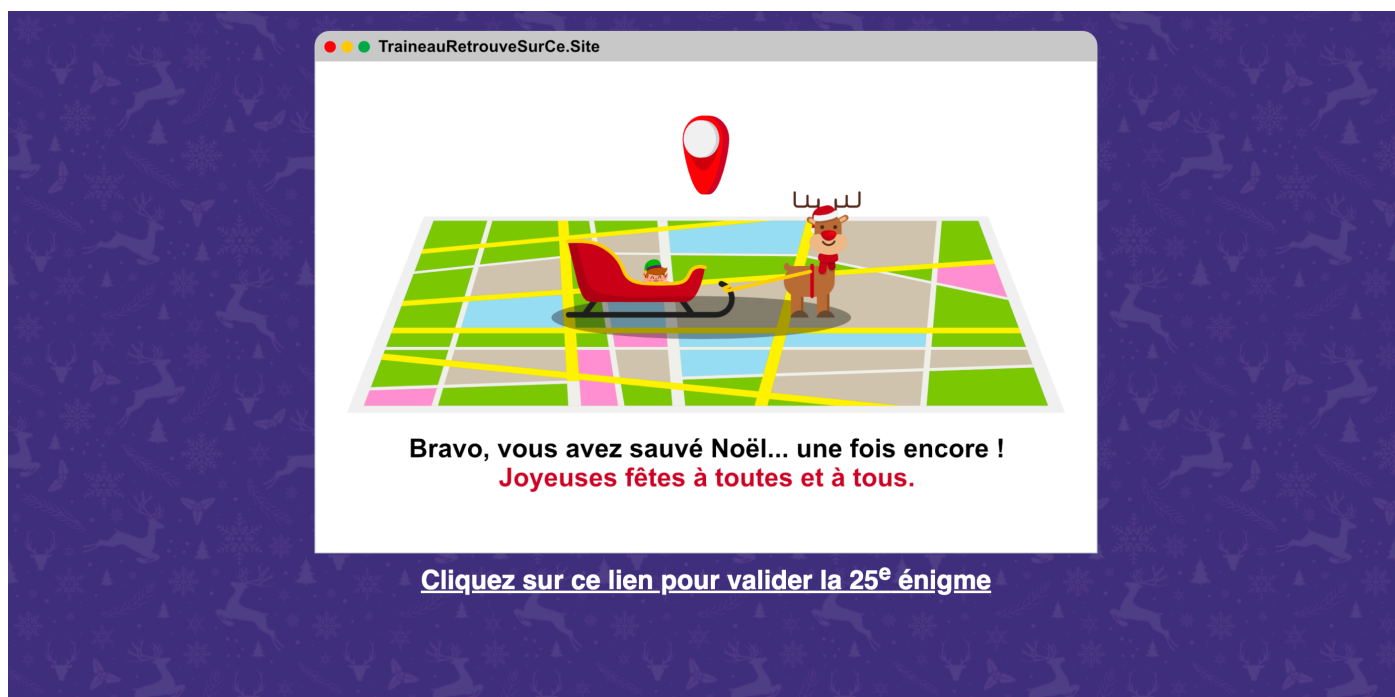 TraineauRetrouveSurCe.Site
Bravo, vous avez sauvé Noël... une fois encore !
Joyeuses fêtes à toutes et à tous.
Cliquez sur ce lien pour valider la 25e énigme